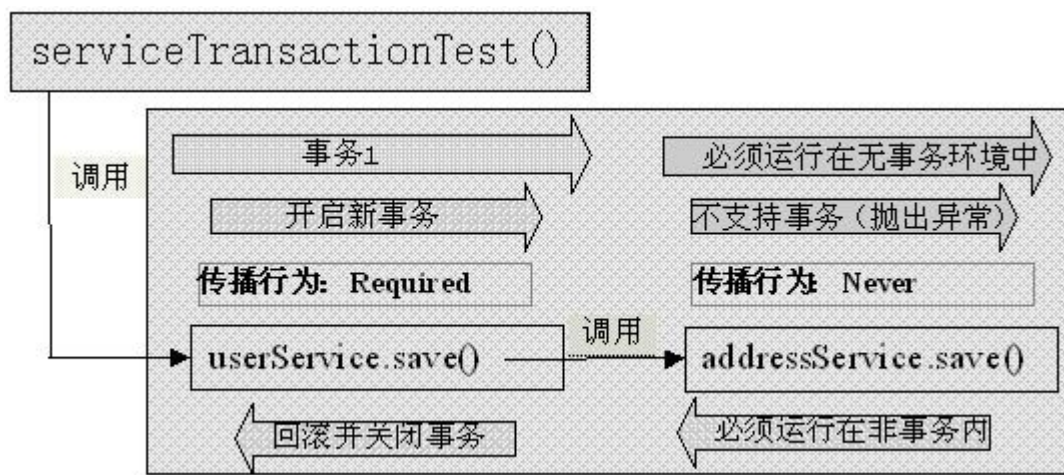 serviceTransactionTest()
调用
事务1
必须运行在无事务环境中
开启新事务
不支持事务（抛出异常）
传播行为: Required
传播行为: Never
调用
userService.save()
addressService.save()
回滚并关闭事务
必须运行在非事务内